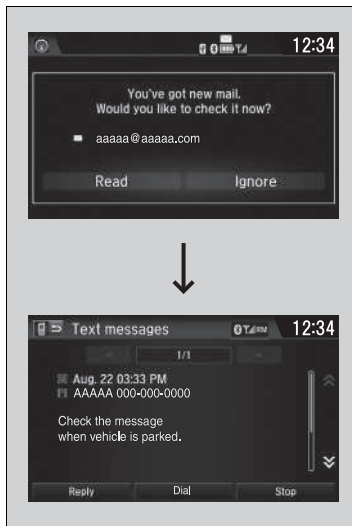 12:34
You've got new mail.
Would you like to check it now?
aaaaa@aaaaa.com
Read Ignore
Text messages 12:34
1/1
Aug. 22 03:33 PM
AAAAA 000-000-0000
Check the message
when vehicle is parked.
Reply Dial Stop